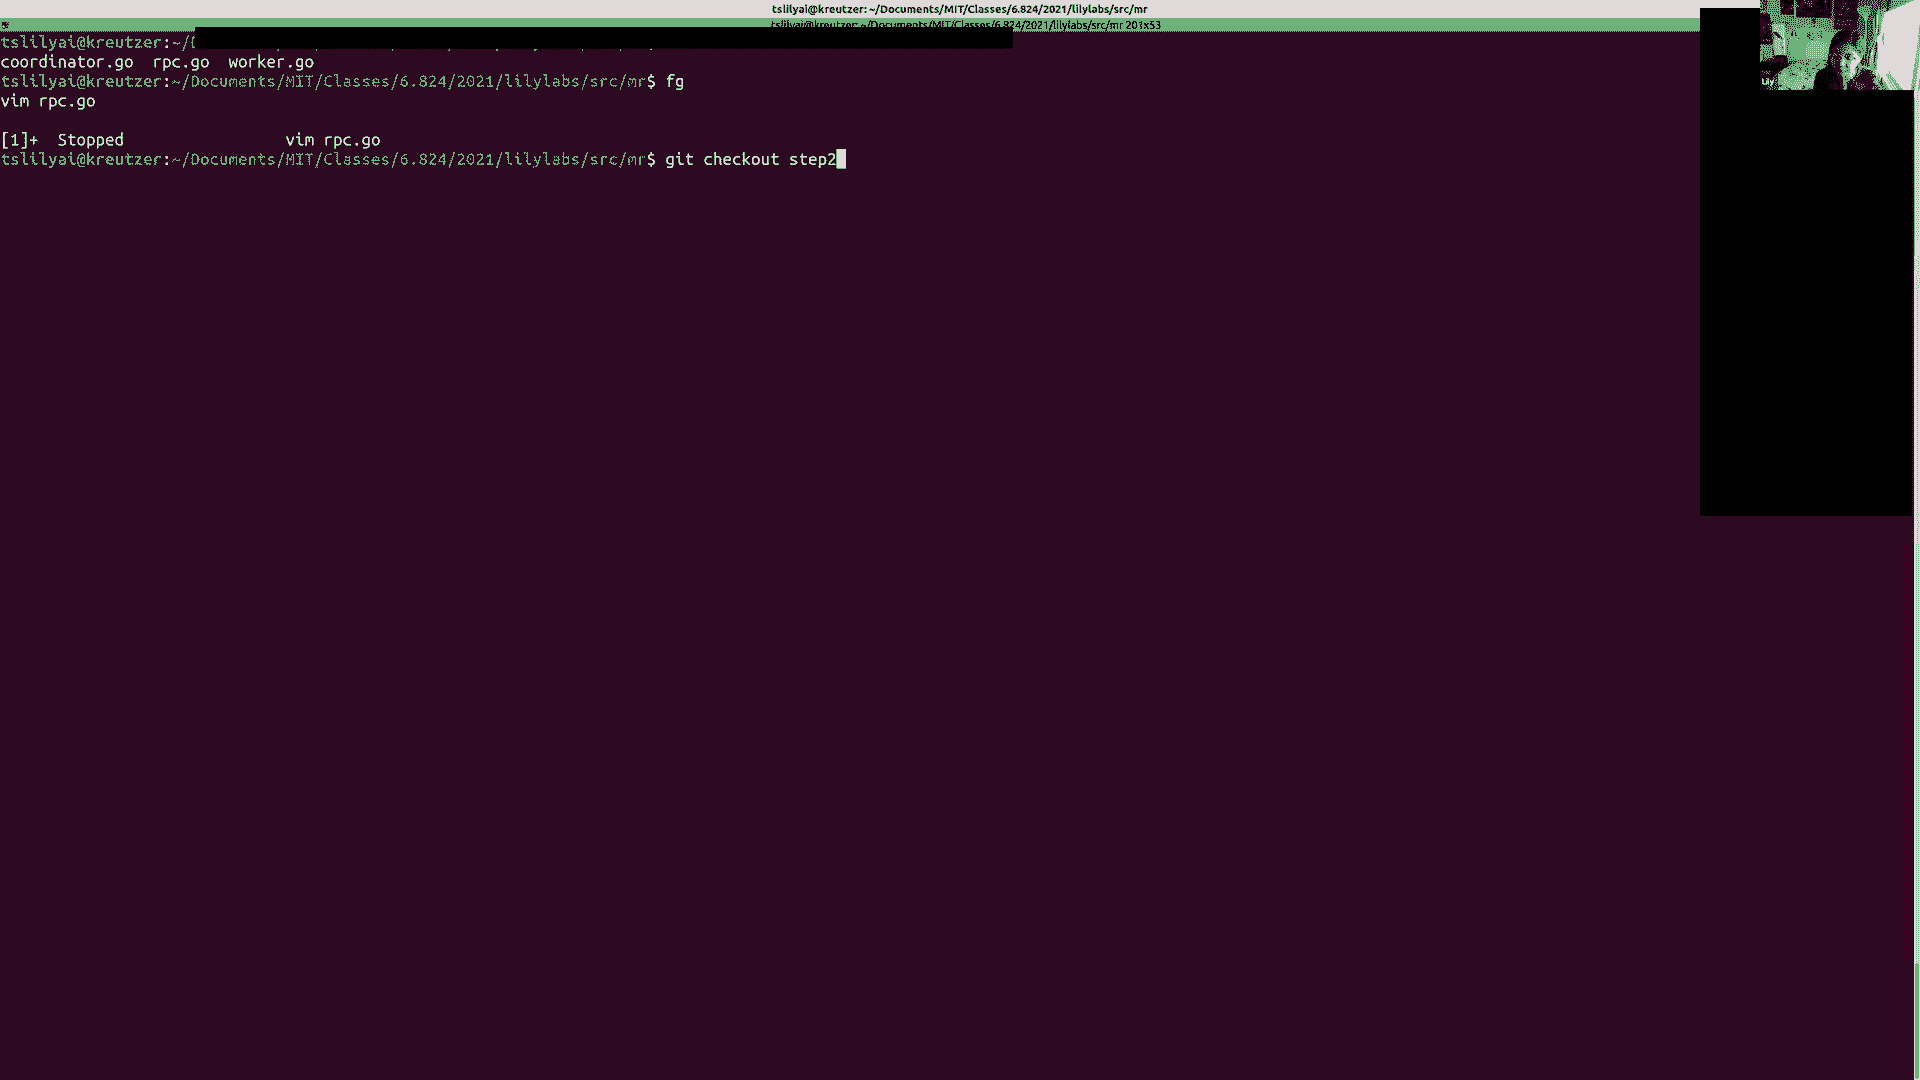 tslilyai@kreutzer: ~/Documents/MIT/Classes/6.824/2021/lilylabs/src/mr
tslilyai@kreutzer: ~/Documents/MIT/Classes/6.824/2021/lilylabs/src/mr 201x53
tslilyai@kreutzer:~/
coordinator.go  rpc.go  worker.go
tslilyai@kreutzer:~/Documents/MIT/Classes/6.824/2021/lilylabs/src/mr$ fg
vim rpc.go
[1]+  Stopped                 vim rpc.go
tslilyai@kreutzer:~/Documents/MIT/Classes/6.824/2021/lilylabs/src/mr$ git checkout step2
Lily